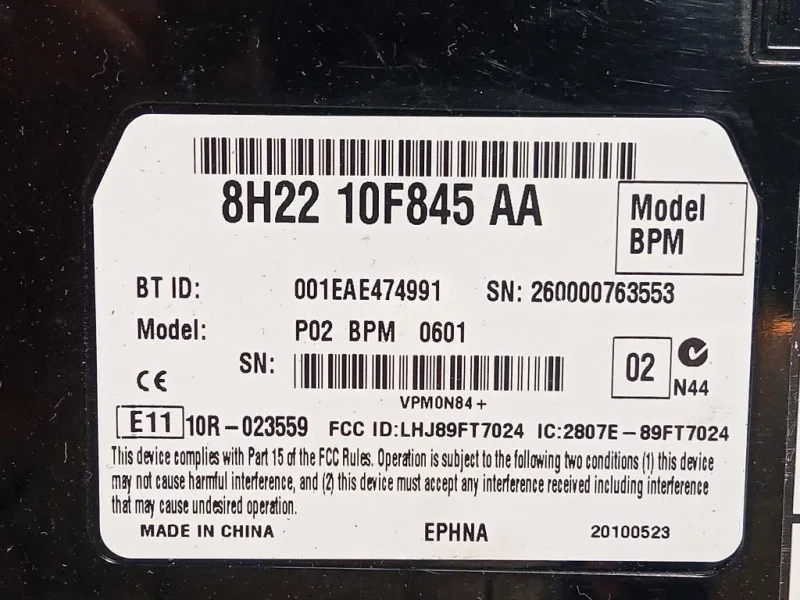 8H22 10F845 AA
Model
BPM
BT ID: 001EAE474991 SN: 260000763553
Model: P02 BPM 0601
SN:
VPM0N84+
02
N44
CE
E11 10R-023559 FCC ID:LHJ89FT7024 IC:2807E-89FT7024
This device complies with Part 15 of the FCC Rules. Operation is subject to the following two conditions (1) this device
may not cause harmful interference, and (2) this device must accept any interference received including interference
that may cause undesired operation.
MADE IN CHINA EPHNA 20100523